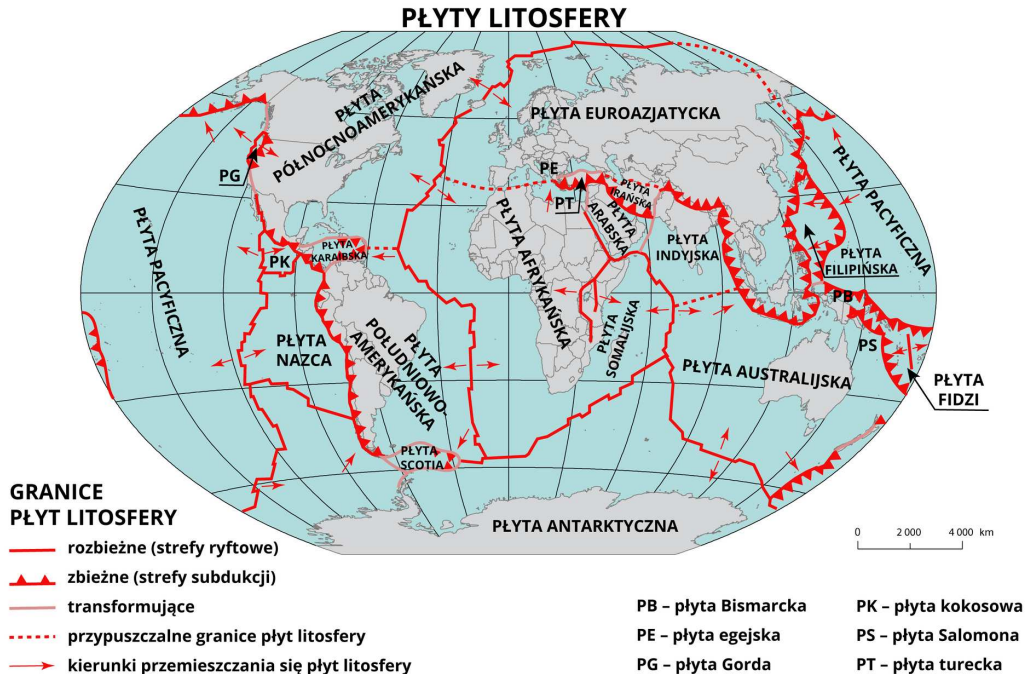 PŁYTY LITOSFERY
PŁYTA
PÓŁNOCNOAMERYKAŃSKA
PŁYTA EUROAZJATYCKA
PG
PE
PT
PŁYTA
IRAŃSKA
PŁYTA
ARABSKA
PŁYTA PACYFICZNA
PŁYTA PACYFICZNA
PŁYTA
KARAIBSKA
PK
PŁYTA AFRYKAŃSKA
PŁYTA
INDYJSKA
PŁYTA
FILIPIŃSKA
PB
PŁYTA
NAZCA
PŁYTA
POŁUDNIOWO-
AMERYKAŃSKA
PŁYTA
SOMALIJSKA
PŁYTA AUSTRALIJSKA
PS
PŁYTA
FIDZI
PŁYTA
SCOTIA
PŁYTA ANTARKTYCZNA
GRANICE
PŁYT LITOSFERY
rozbieżne (strefy ryftowe)
zbieżne (strefy subdukcji)
transformujące
przypuszczalne granice płyt litosfery
kierunki przemieszczania się płyt litosfery
0 2 000 4 000 km
PB – płyta Bismarcka
PE – płyta egejska
PG – płyta Gorda
PK – płyta kokosowa
PS – płyta Salomona
PT – płyta turecka